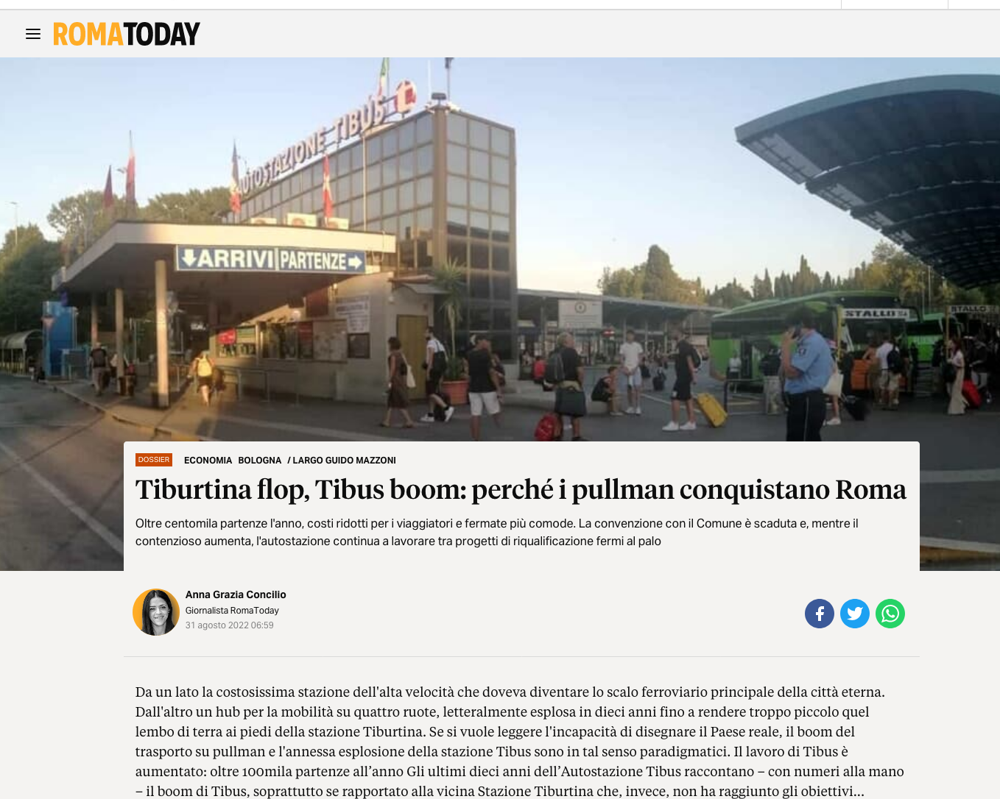 ROMATODAY
AUTOSTAZIONE TIBUS t
ARRIVI PARTENZE
STALLO
STALLO
DOSSIER ECONOMIA BOLOGNA / LARGO GUIDO MAZZONI
Tiburtina flop, Tibus boom: perché i pullman conquistano Roma
Oltre centomila partenze l'anno, costi ridotti per i viaggiatori e fermate più comode. La convenzione con il Comune è scaduta e, mentre il
contenzioso aumenta, l'autostazione continua a lavorare tra progetti di riqualificazione fermi al palo
Anna Grazia Concilio
Giornalista RomaToday
31 agosto 2022 06:59
Da un lato la costosissima stazione dell'alta velocità che doveva diventare lo scalo ferroviario principale della città eterna.
Dall'altro un hub per la mobilità su quattro ruote, letteralmente esplosa in dieci anni fino a rendere troppo piccolo quel
lembo di terra ai piedi della stazione Tiburtina. Se si vuole leggere l'incapacità di disegnare il Paese reale, il boom del
trasporto su pullman e l'annessa esplosione della stazione Tibus sono in tal senso paradigmatici. Il lavoro di Tibus è
aumentato: oltre 100mila partenze all’anno Gli ultimi dieci anni dell’Autostazione Tibus raccontano – con numeri alla mano
– il boom di Tibus, soprattutto se rapportato alla vicina Stazione Tiburtina che, invece, non ha raggiunto gli obiettivi...